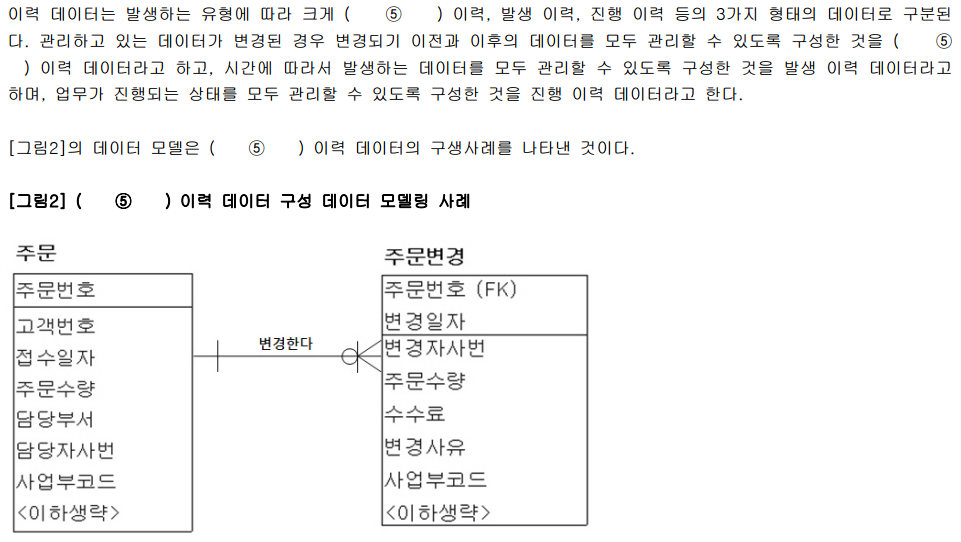 이력 데이터는 발생하는 유형에 따라 크게 ( ⑤ ) 이력, 발생 이력, 진행 이력 등의 3가지 형태의 데이터로 구분된
다. 관리하고 있는 데이터가 변경된 경우 변경되기 이전과 이후의 데이터를 모두 관리할 수 있도록 구성한 것을 ( ⑤
) 이력 데이터라고 하고, 시간에 따라서 발생하는 데이터를 모두 관리할 수 있도록 구성한 것을 발생 이력 데이터라고
하며, 업무가 진행되는 상태를 모두 관리할 수 있도록 구성한 것을 진행 이력 데이터라고 한다.
[그림2]의 데이터 모델은 ( ⑤ ) 이력 데이터의 구생사례를 나타낸 것이다.
[그림2] ( ⑤ ) 이력 데이터 구성 데이터 모델링 사례
주문
주문번호
고객번호
접수일자
주문수량
담당부서
담당자사번
사업부코드
<이하생략>
변경한다
주문변경
주문번호 (FK)
변경일자
변경자사번
주문수량
수수료
변경사유
사업부코드
<이하생략>